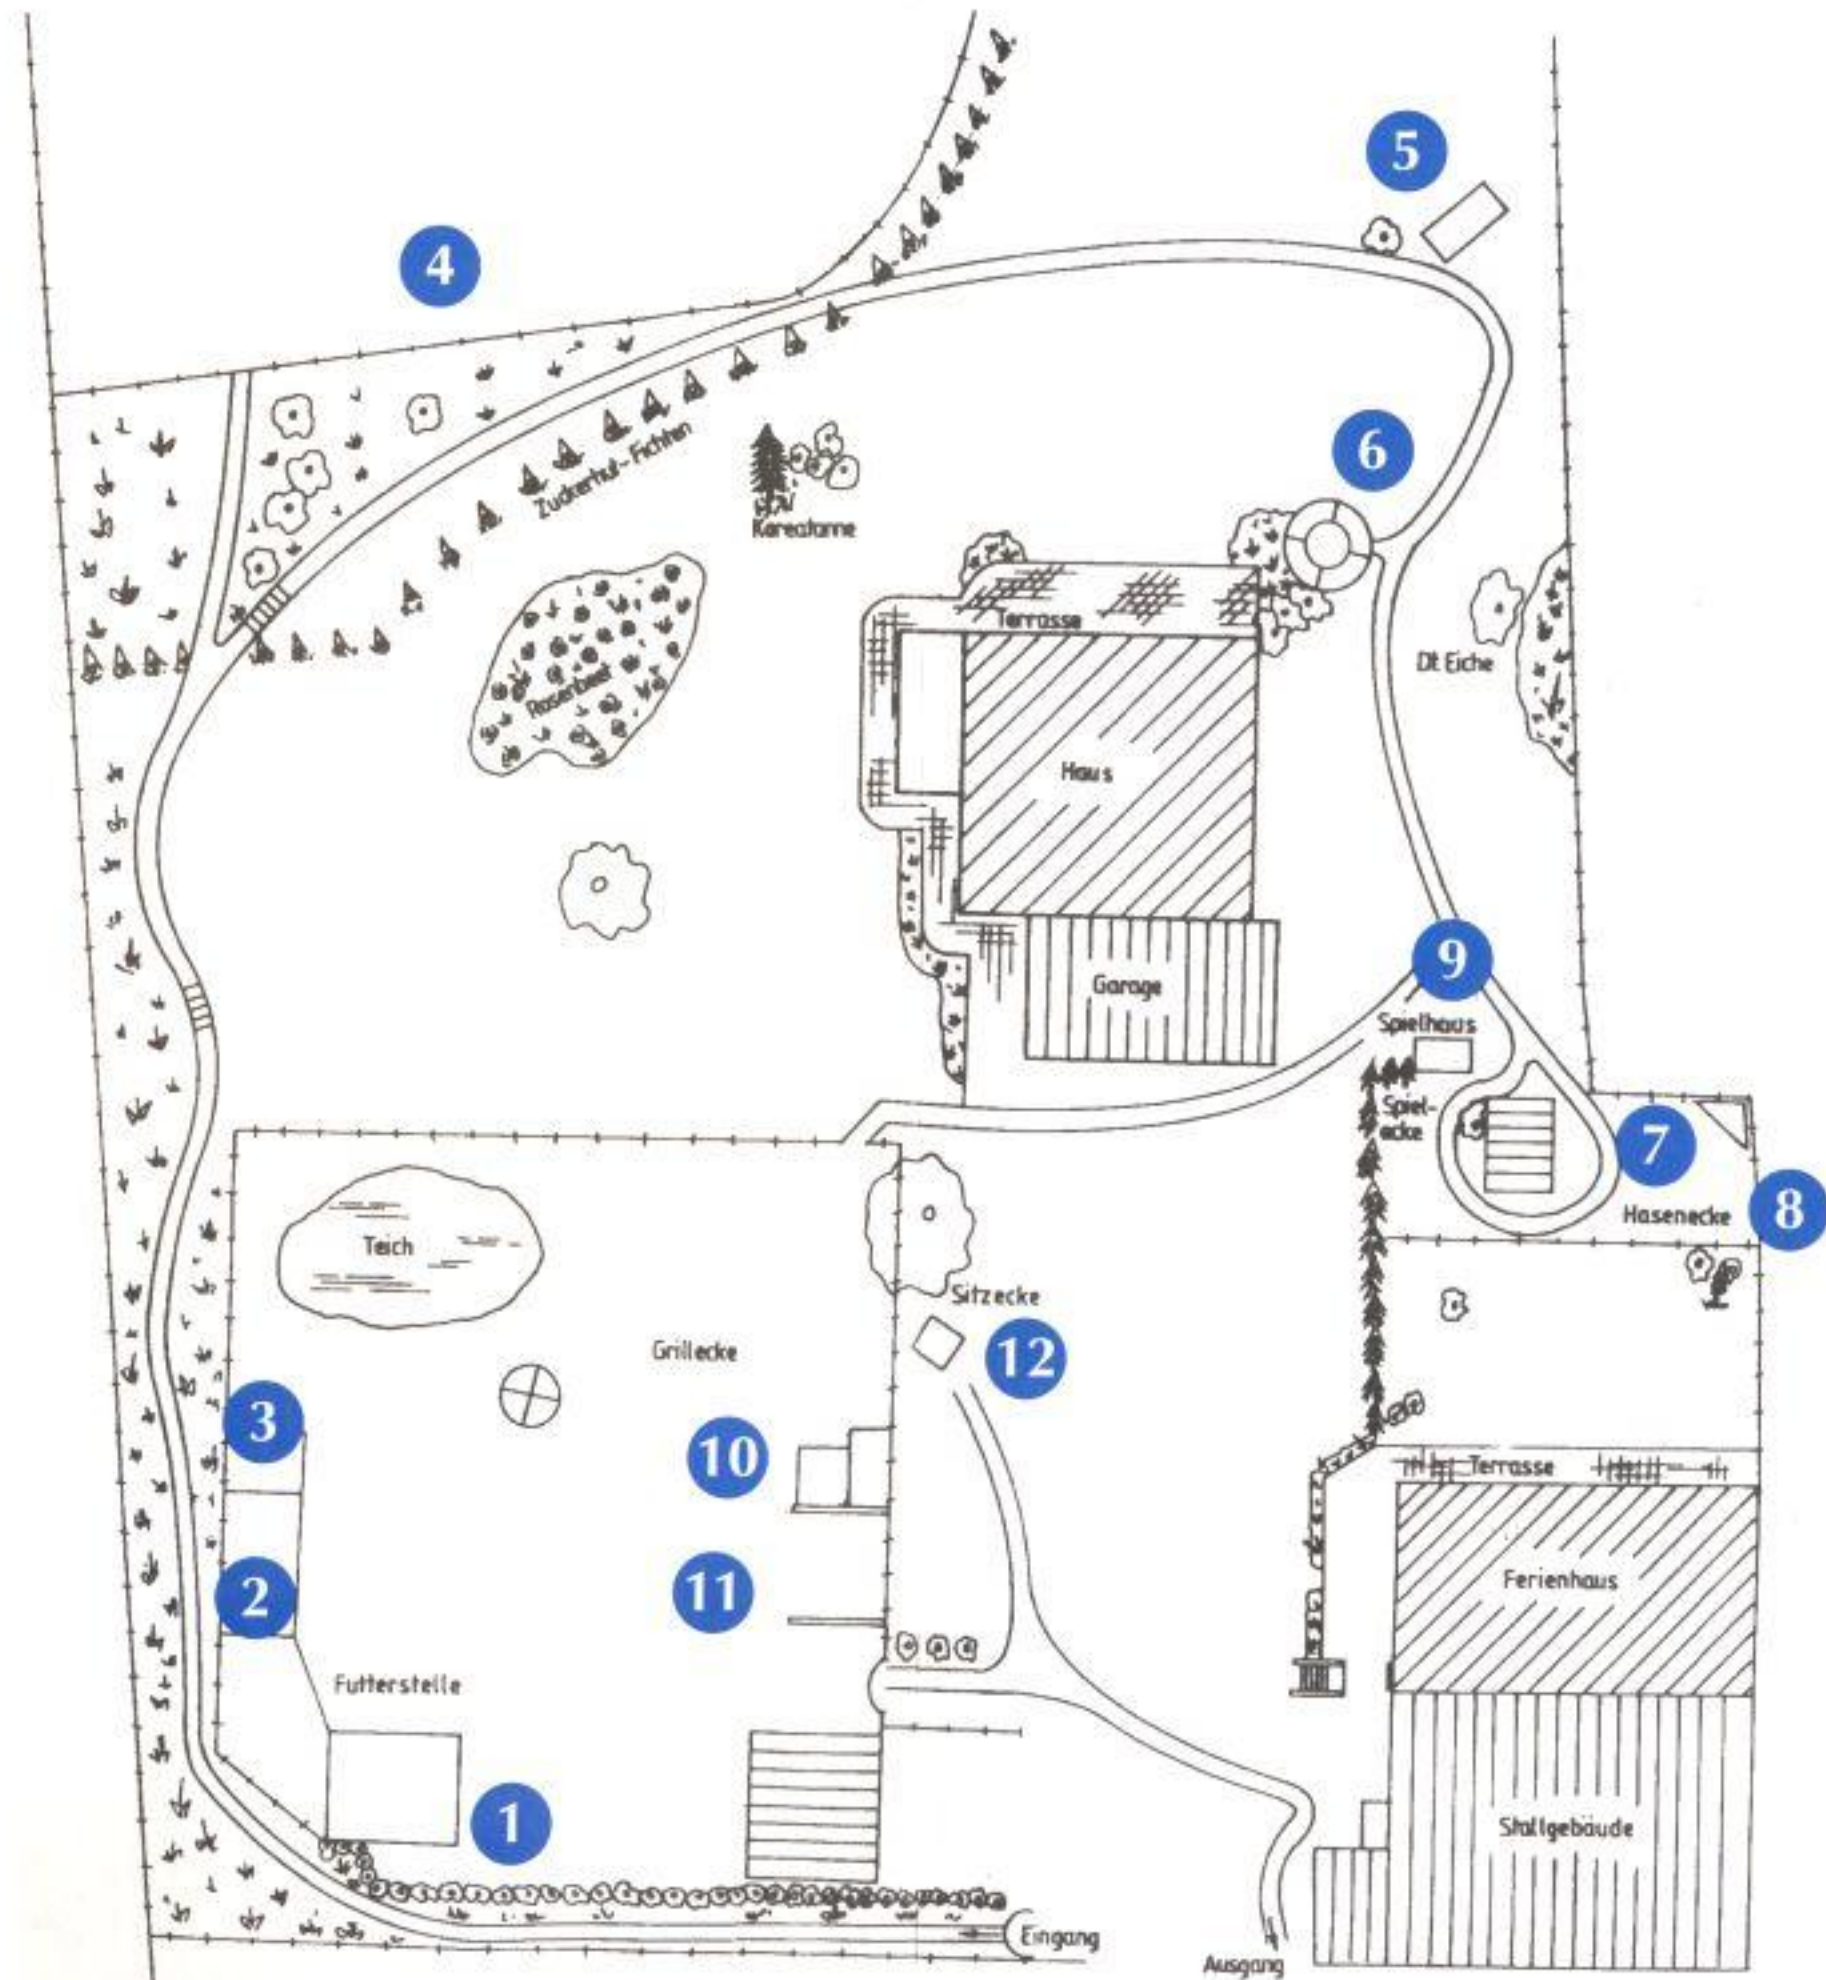 5
4
6
Zuckerhut-Fichten
Koreatanne
Terrasse
Dt. Eiche
Rosenbeet
Haus
9
Garage
Spielhaus
Spiel-
ecke
7
8
Hasenecke
Teich
Sitzecke
12
Grillecke
3
10
Terrasse
2
11
Ferienhaus
Futterstelle
1
Stallgebäude
Eingang
Ausgang